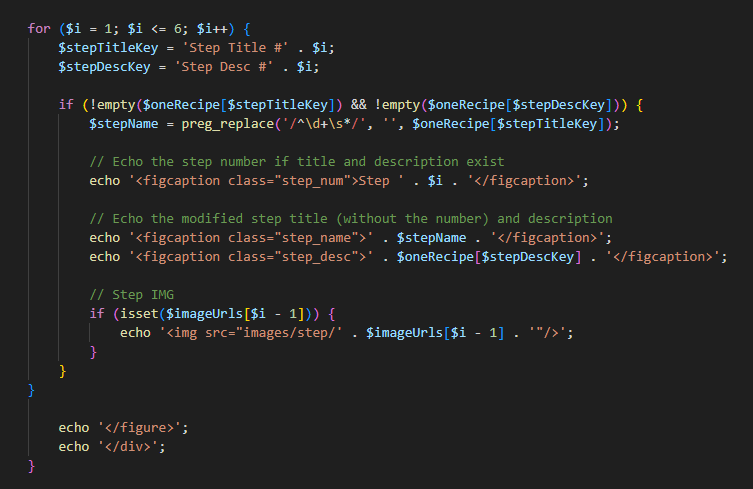 for ($i = 1; $i <= 6; $i++) {
$stepTitleKey = 'Step Title #' . $i;
$stepDescKey = 'Step Desc #' . $i;
if (!empty($oneRecipe[$stepTitleKey]) && !empty($oneRecipe[$stepDescKey])) {
$stepName = preg_replace('/^\d+\s*/', '', $oneRecipe[$stepTitleKey]);
// Echo the step number if title and description exist
echo '<figcaption class="step_num">Step ' . $i . '</figcaption>';
// Echo the modified step title (without the number) and description
echo '<figcaption class="step_name">' . $stepName . '</figcaption>';
echo '<figcaption class="step_desc">' . $oneRecipe[$stepDescKey] . '</figcaption>';
// Step IMG
if (isset($imageUrls[$i - 1])) {
echo '<img src="images/step/' . $imageUrls[$i - 1] . '"/>';
}
}
}
echo '</figure>';
echo '</div>';
}